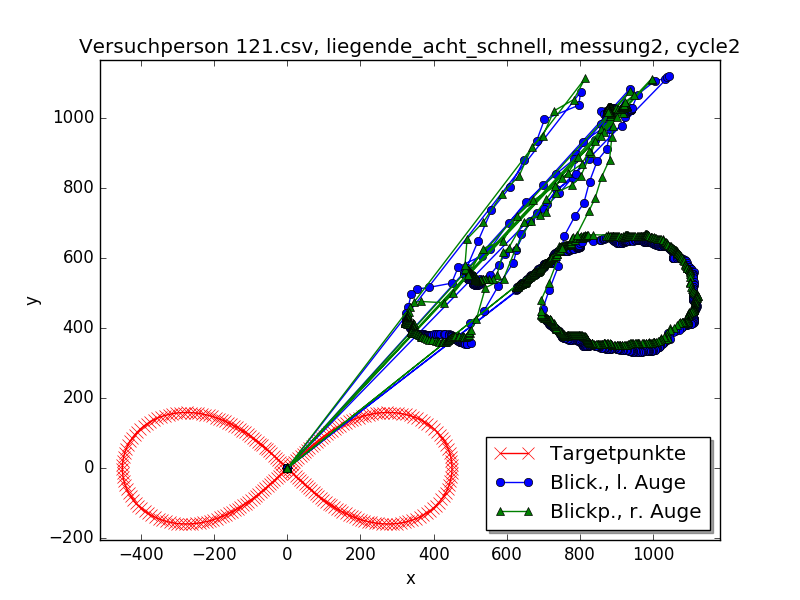 Versuchperson 121.csv, liegende_acht_schnell, messung2, cycle2
1000
800
600
400
200
0
−200
y
−400
−200
0
200
400
600
800
1000
x
Targetpunkte
Blick., l. Auge
Blickp., r. Auge